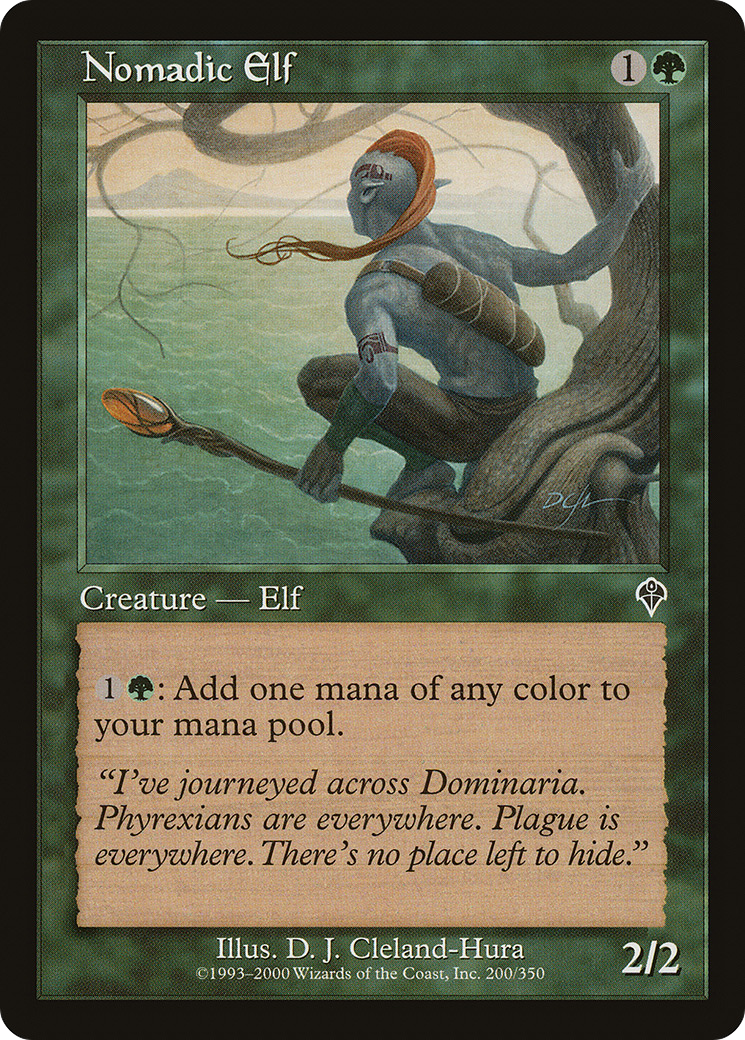 Nomadic Elf 1
DCJL
Creature — Elf
1 : Add one mana of any color to
your mana pool.
“I’ve journeyed across Dominaria.
Phyrexians are everywhere. Plague is
everywhere. There’s no place left to hide.”
Illus. D. J. Cleland-Hura
©1993–2000 Wizards of the Coast, Inc. 200/350
2/2